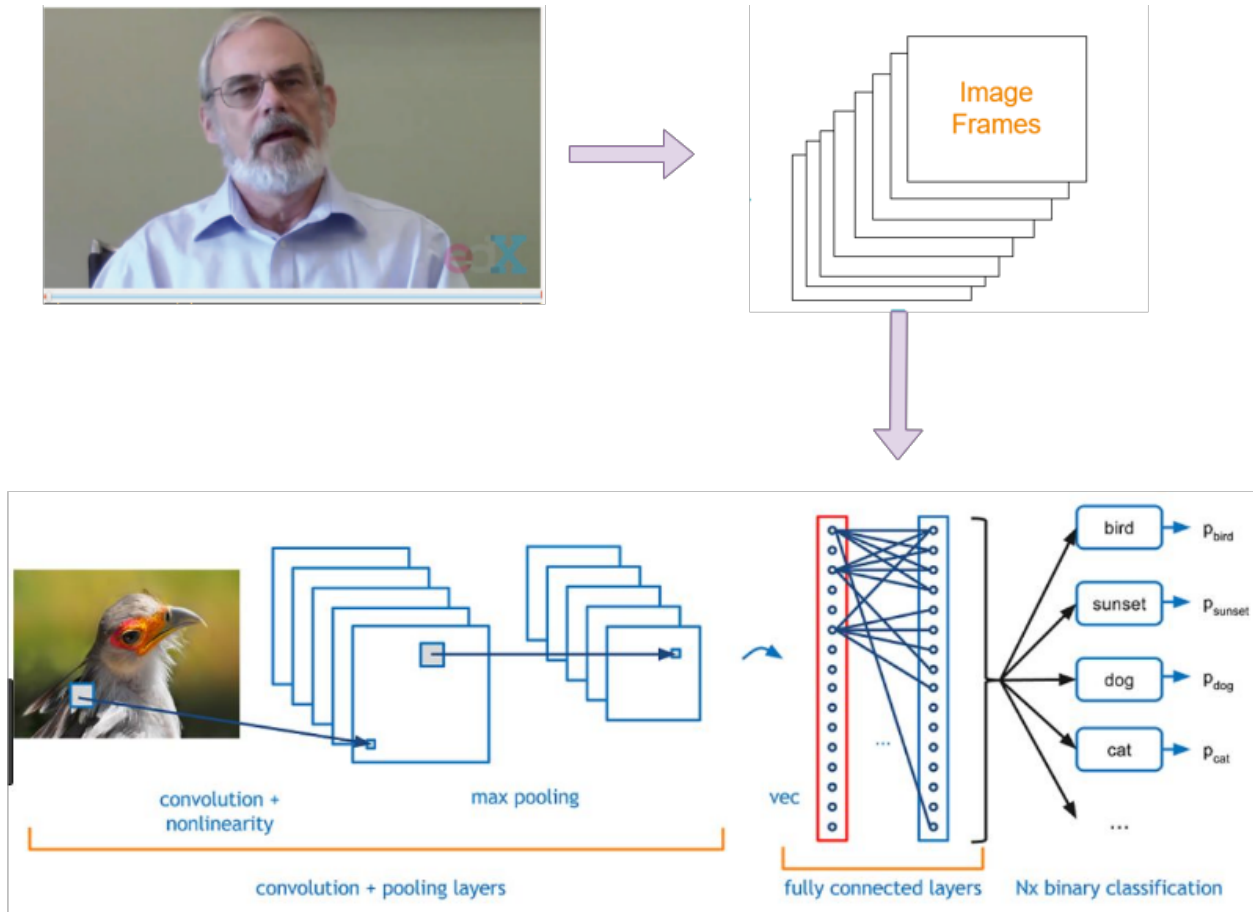 edX
Image
Frames
bird
p_bird
sunset
p_sunset
dog
p_dog
cat
p_cat
...
...
convolution +
nonlinearity
max pooling
vec
convolution + pooling layers
fully connected layers
Nx binary classification